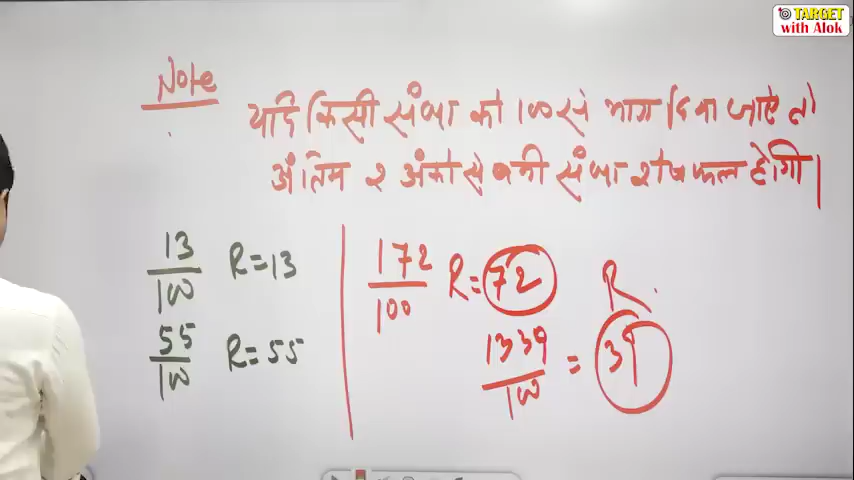 TARGET
with Alok
Note
यदि किसी संख्या को 100 से भाग दिया जाए तो
अंतिम 2 अंको से बनी संख्या शेषफल होगी।
13/100 R=13
55/100 R=55
172/100 R=72
R
1339/100 = 39